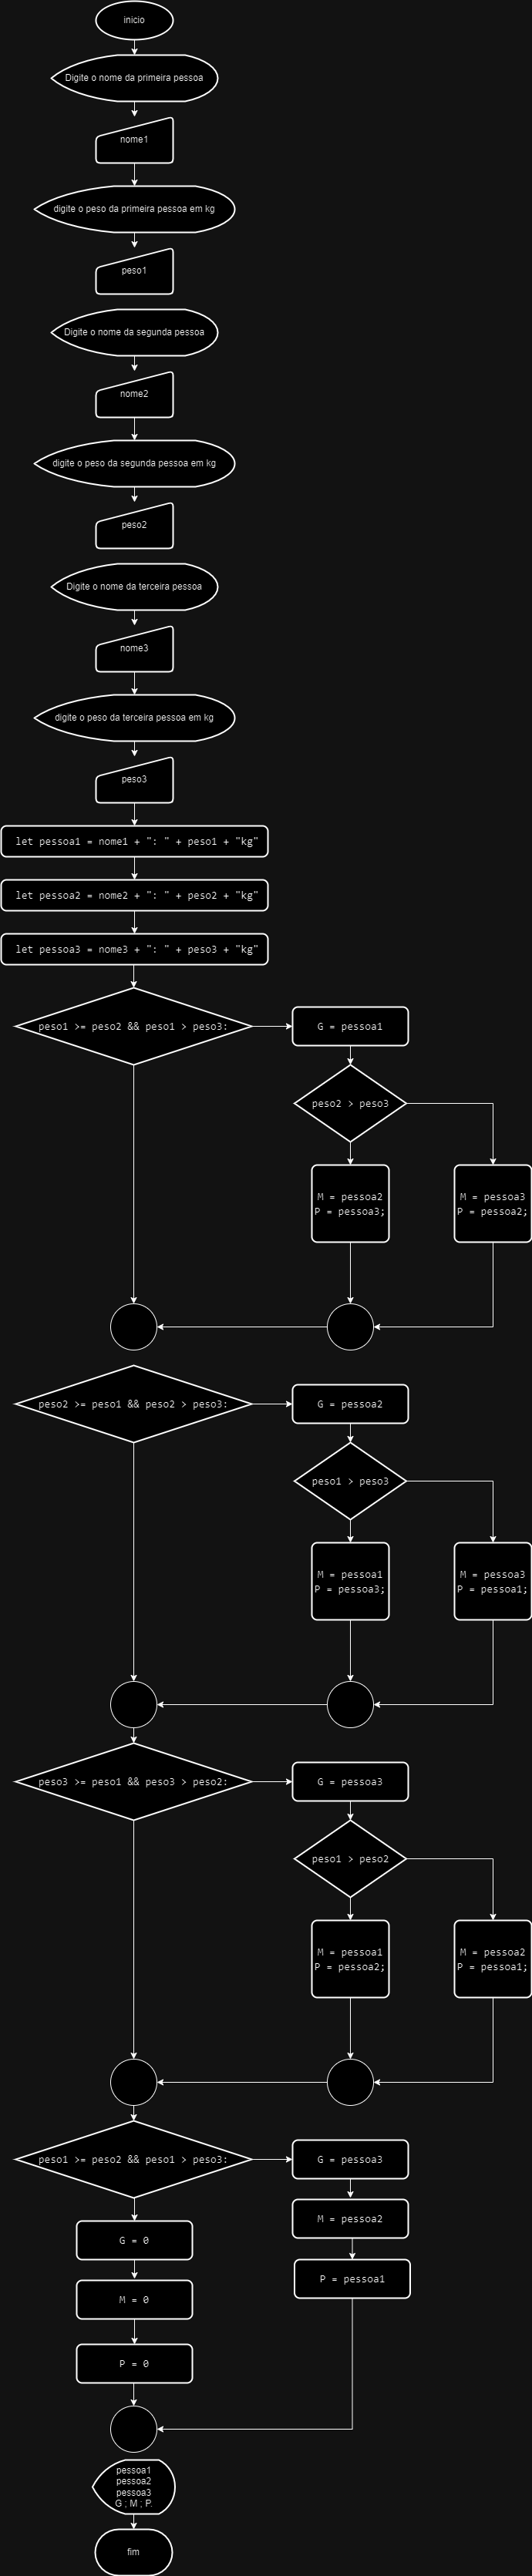 inicio
Digite o nome da primeira pessoa
nome1
digite o peso da primeira pessoa em kg
peso1
Digite o nome da segunda pessoa
nome2
digite o peso da segunda pessoa em kg
peso2
Digite o nome da terceira pessoa
nome3
digite o peso da terceira pessoa em kg
peso3
let pessoa1 = nome1 + ": " + peso1 + "kg"
let pessoa2 = nome2 + ": " + peso2 + "kg"
let pessoa3 = nome3 + ": " + peso3 + "kg"
peso1 >= peso2 && peso1 > peso3:
G = pessoa1
peso2 > peso3
M = pessoa2
P = pessoa3;
M = pessoa3
P = pessoa2;
peso2 >= peso1 && peso2 > peso3:
G = pessoa2
peso1 > peso3
M = pessoa1
P = pessoa3;
M = pessoa3
P = pessoa1;
peso3 >= peso1 && peso3 > peso2:
G = pessoa3
peso1 > peso2
M = pessoa1
P = pessoa2;
M = pessoa2
P = pessoa1;
peso1 >= peso2 && peso1 > peso3:
G = pessoa3
M = pessoa2
P = pessoa1
G = 0
M = 0
P = 0
pessoa1
pessoa2
pessoa3
G ; M ; P.
fim